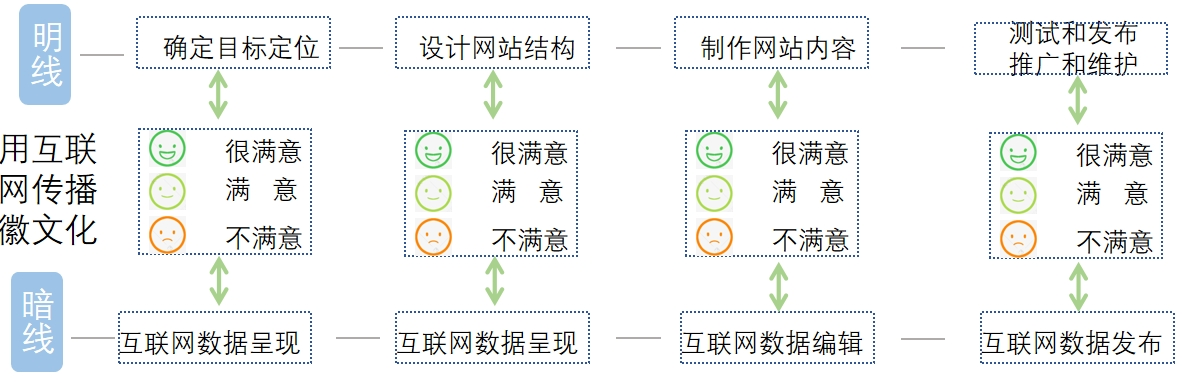 明线
确定目标定位
设计网站结构
制作网站内容
测试和发布
推广和维护
用互联
网传播
徽文化
很满意
满 意
不满意
很满意
满 意
不满意
很满意
满 意
不满意
很满意
满 意
不满意
暗线
互联网数据呈现
互联网数据呈现
互联网数据编辑
互联网数据发布